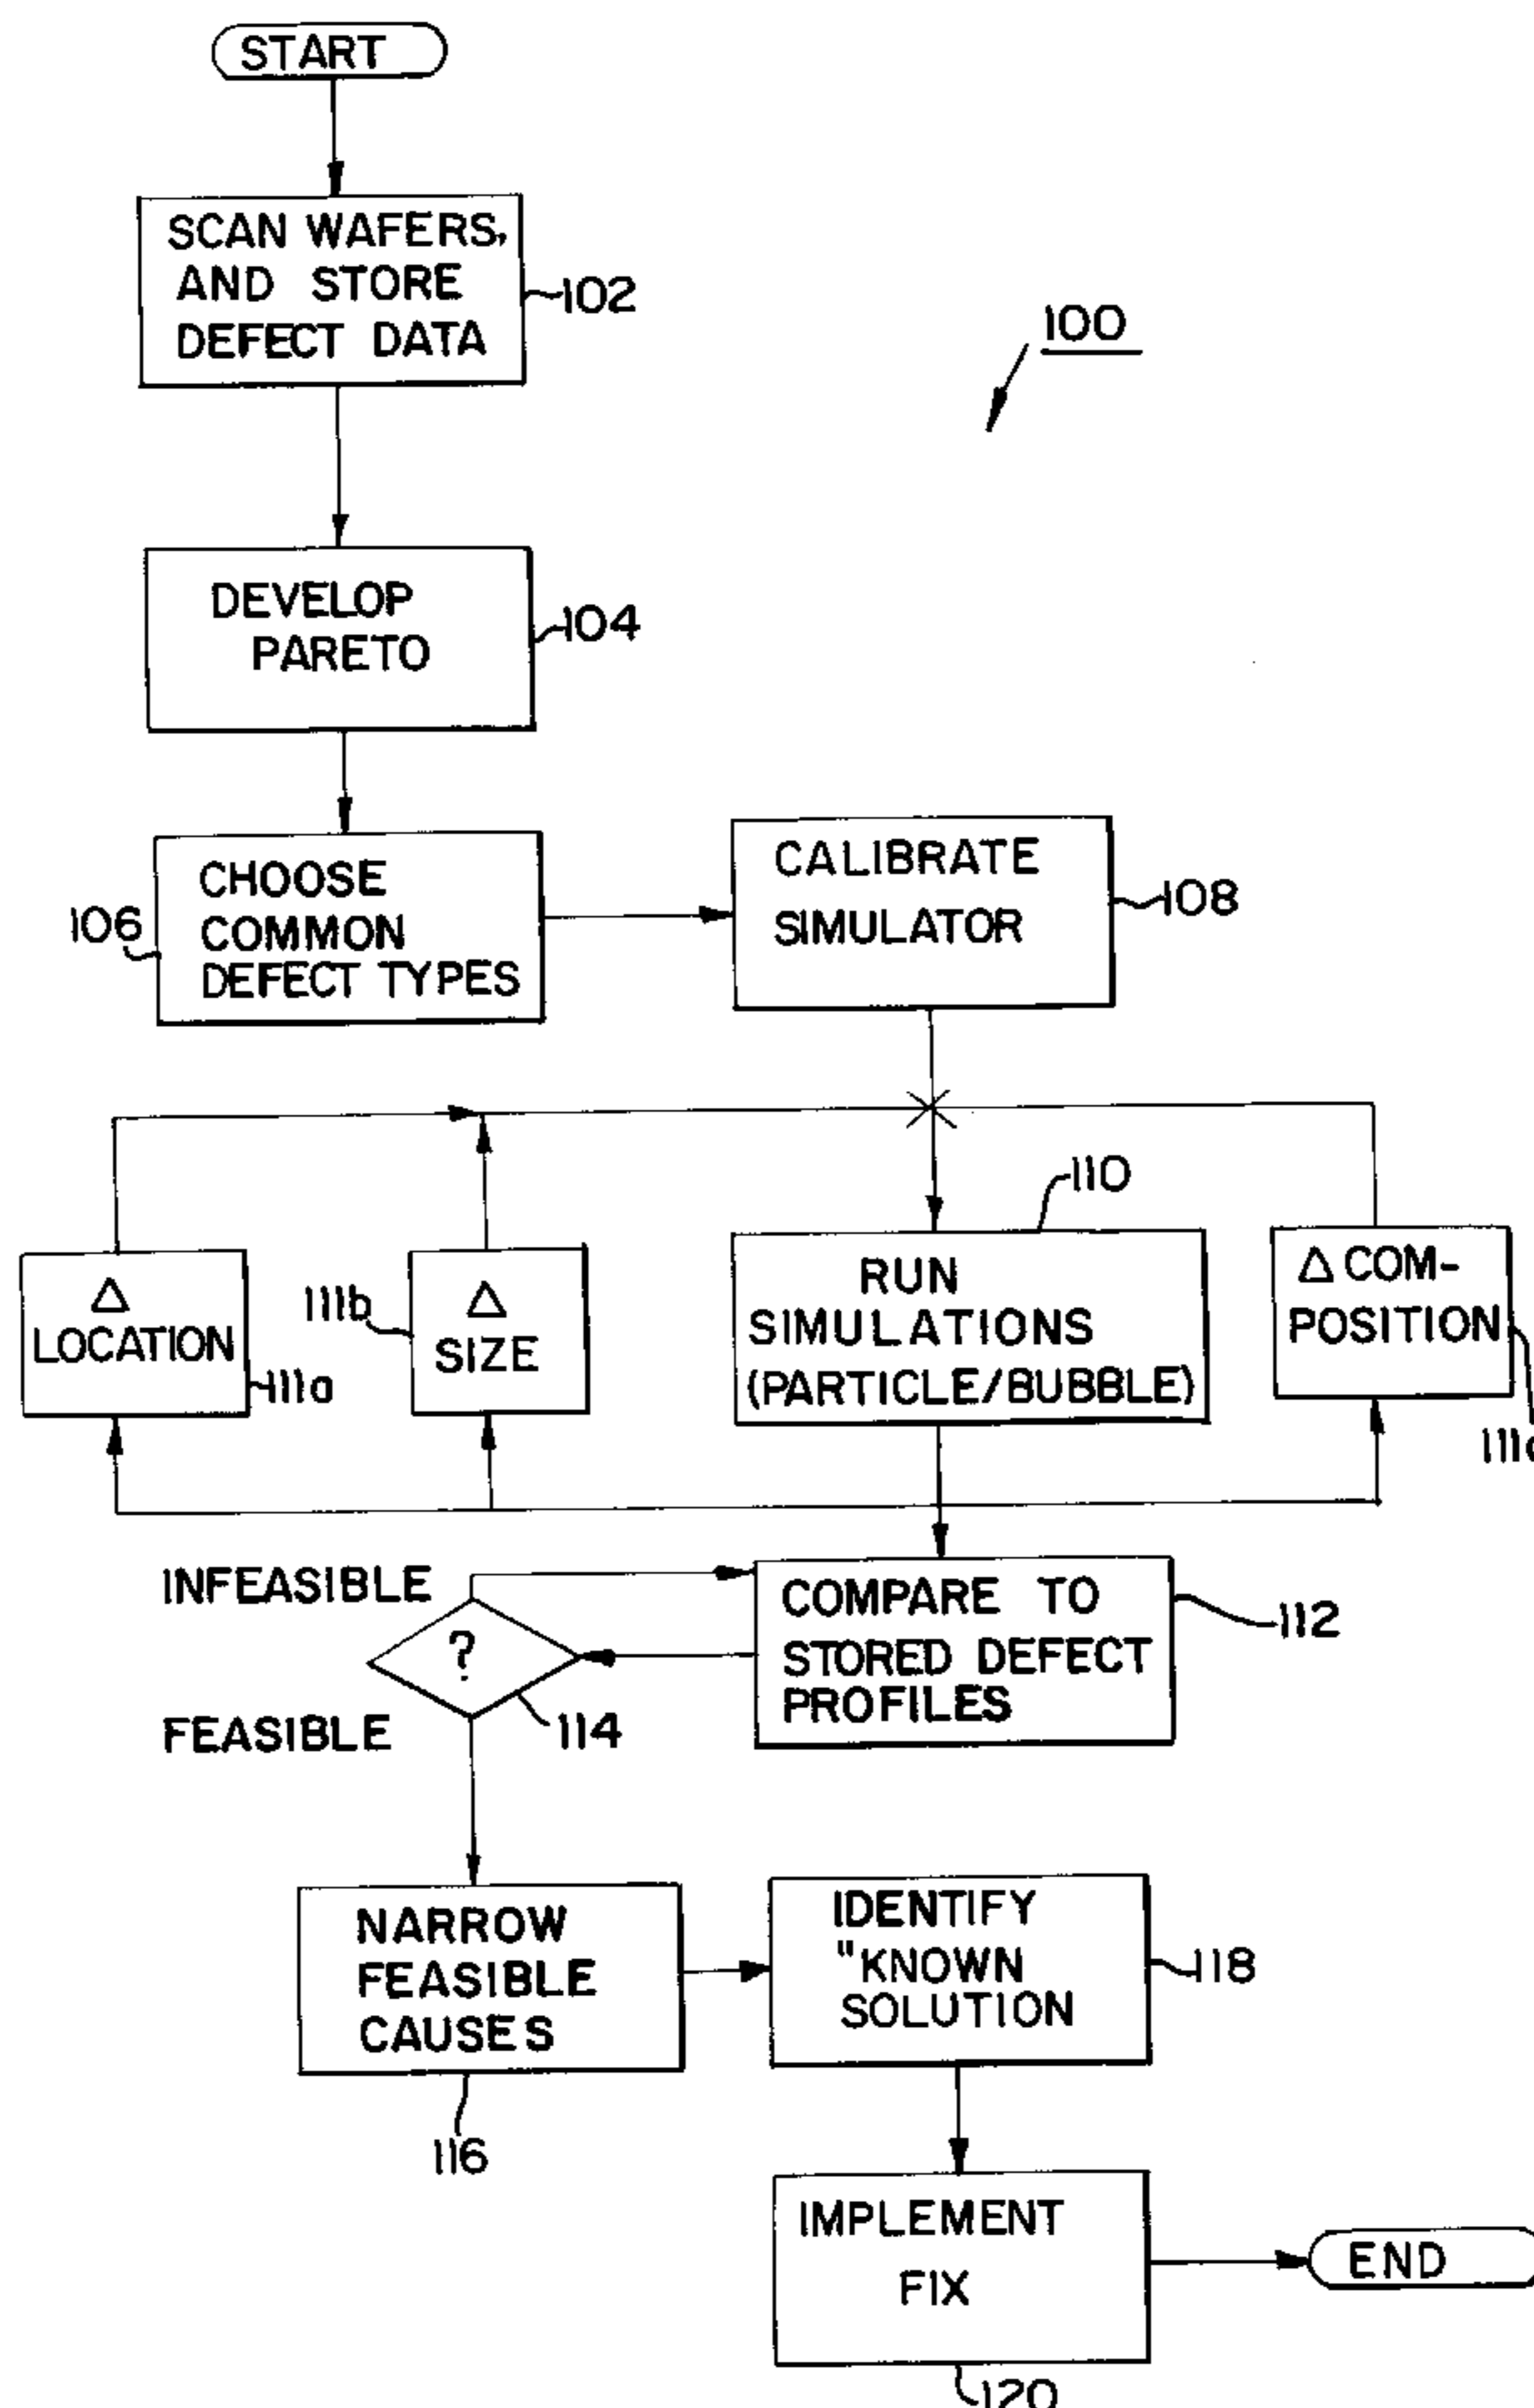 START
SCAN WAFERS,
AND STORE
DEFECT DATA
102
100
DEVELOP
PARETO
104
CHOOSE
COMMON
DEFECT TYPES
106
CALIBRATE
SIMULATOR
108
110
Δ
LOCATION
111a
111b
Δ
SIZE
RUN
SIMULATIONS
(PARTICLE/BUBBLE)
Δ COM-
POSITION
INFEASIBLE
?
FEASIBLE
114
COMPARE TO
STORED DEFECT
PROFILES
112
NARROW
FEASIBLE
CAUSES
116
IDENTIFY
"KNOWN
SOLUTION
118
IMPLEMENT
FIX
120
END